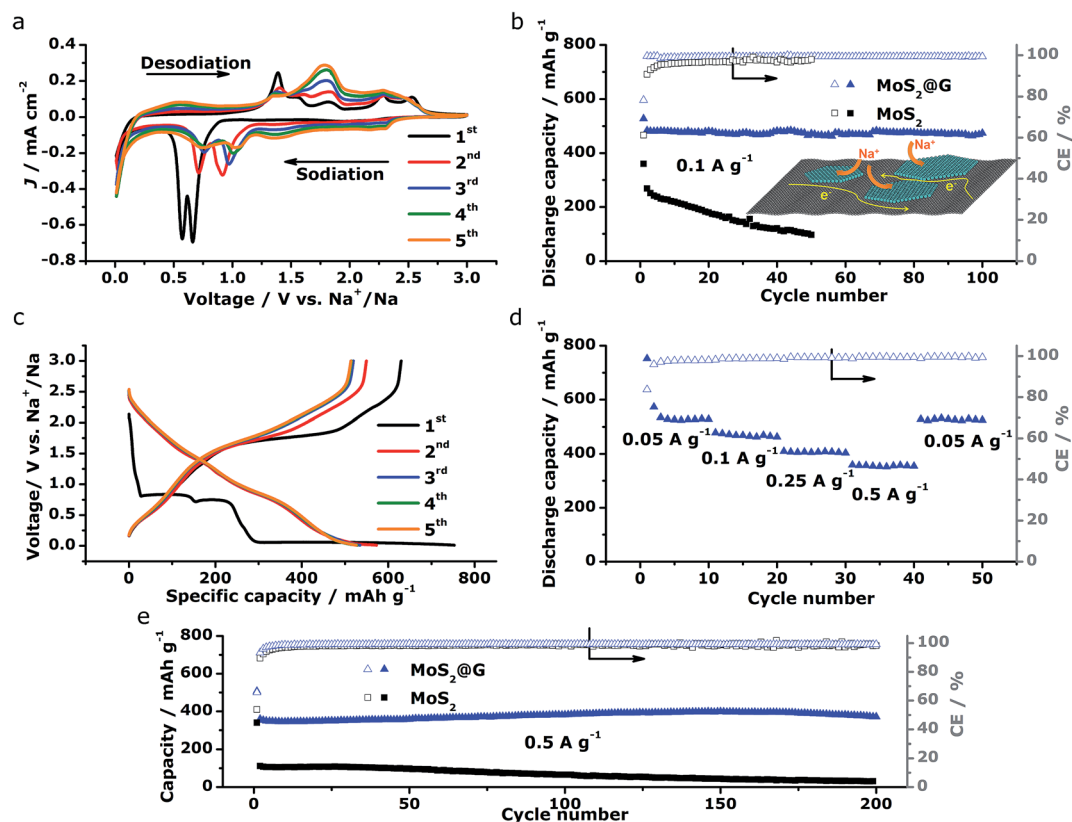 a
J / mA cm⁻²
0.4
0.2
0.0
-0.2
-0.4
-0.6
-0.8
Desodiation
Sodiation
1st
2nd
3rd
4th
5th
0.0 0.5 1.0 1.5 2.0 2.5 3.0
Voltage / V vs. Na⁺/Na
b
Discharge capacity / mAh g⁻¹
800
600
400
200
0
MoS₂@G
MoS₂
0.1 A g⁻¹
Na⁺
Na⁺
e⁻
e⁻
100
80
60
40
20
0
CE / %
0 20 40 60 80 100
Cycle number
c
Voltage/ V vs. Na⁺/Na
3.0
2.5
2.0
1.5
1.0
0.5
0.0
1st
2nd
3rd
4th
5th
0 200 400 600 800
Specific capacity / mAh g⁻¹
d
Discharge capacity / mAh g⁻¹
800
600
400
200
0
0.05 A g⁻¹
0.1 A g⁻¹
0.25 A g⁻¹
0.5 A g⁻¹
0.05 A g⁻¹
100
80
60
40
20
0
CE / %
0 10 20 30 40 50
Cycle number
e
Capacity / mAh g⁻¹
800
600
400
200
0
MoS₂@G
MoS₂
0.5 A g⁻¹
100
80
60
40
20
0
CE / %
0 50 100 150 200
Cycle number